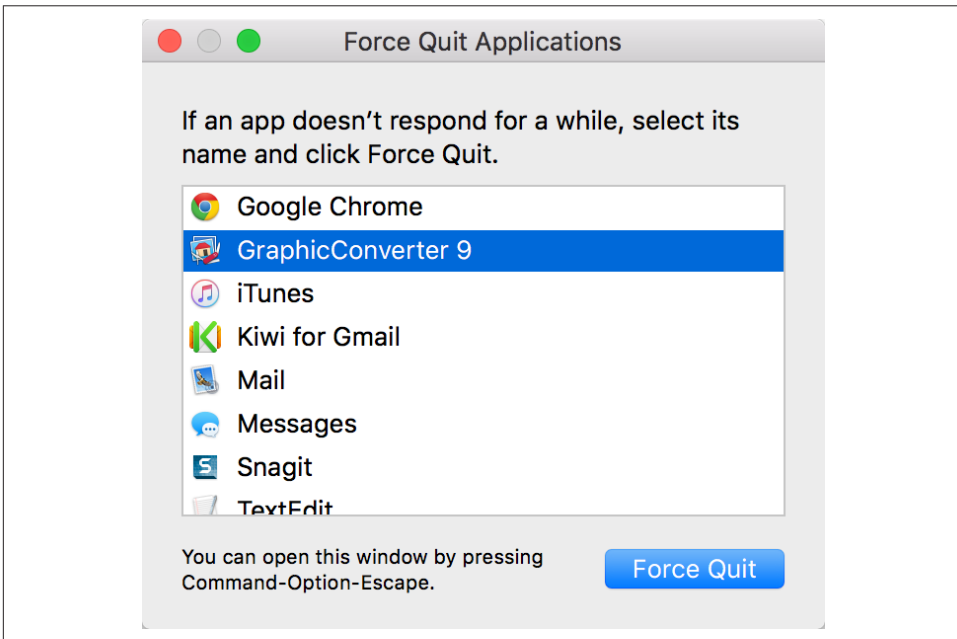 Force Quit Applications
If an app doesn’t respond for a while, select its
name and click Force Quit.
Google Chrome
GraphicConverter 9
iTunes
Kiwi for Gmail
Mail
Messages
Snagit
TextEdit
You can open this window by pressing
Command-Option-Escape.
Force Quit